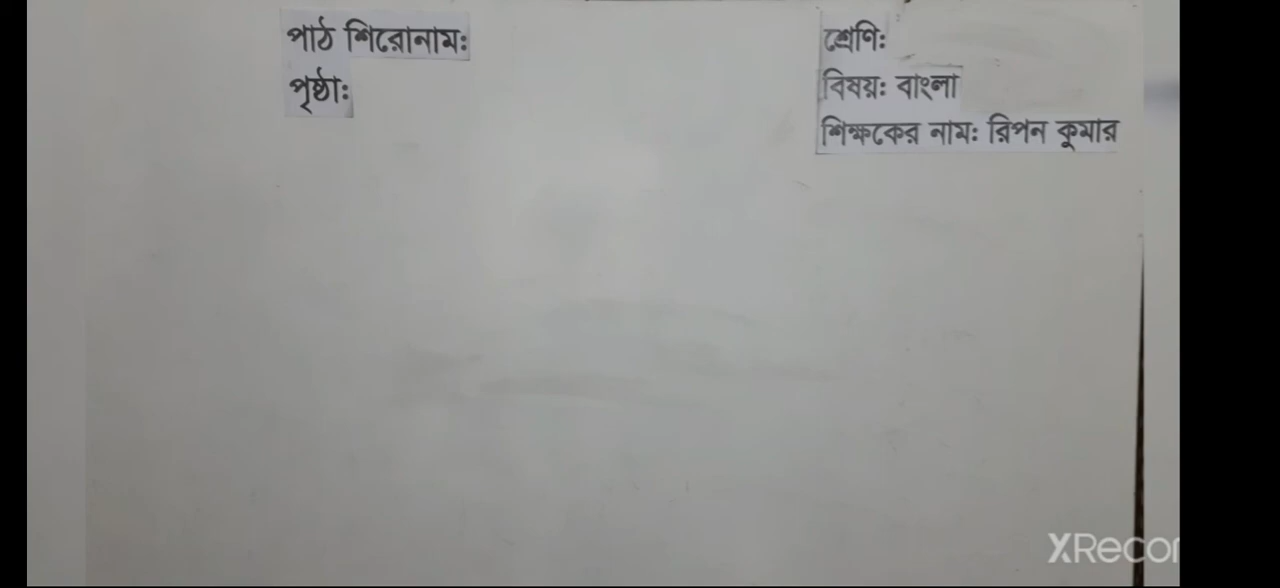 পাঠ শিরোনাম:
পৃষ্ঠা:
শ্রেণি:
বিষয়: বাংলা
শিক্ষকের নাম: রিপন কুমার
XRecor